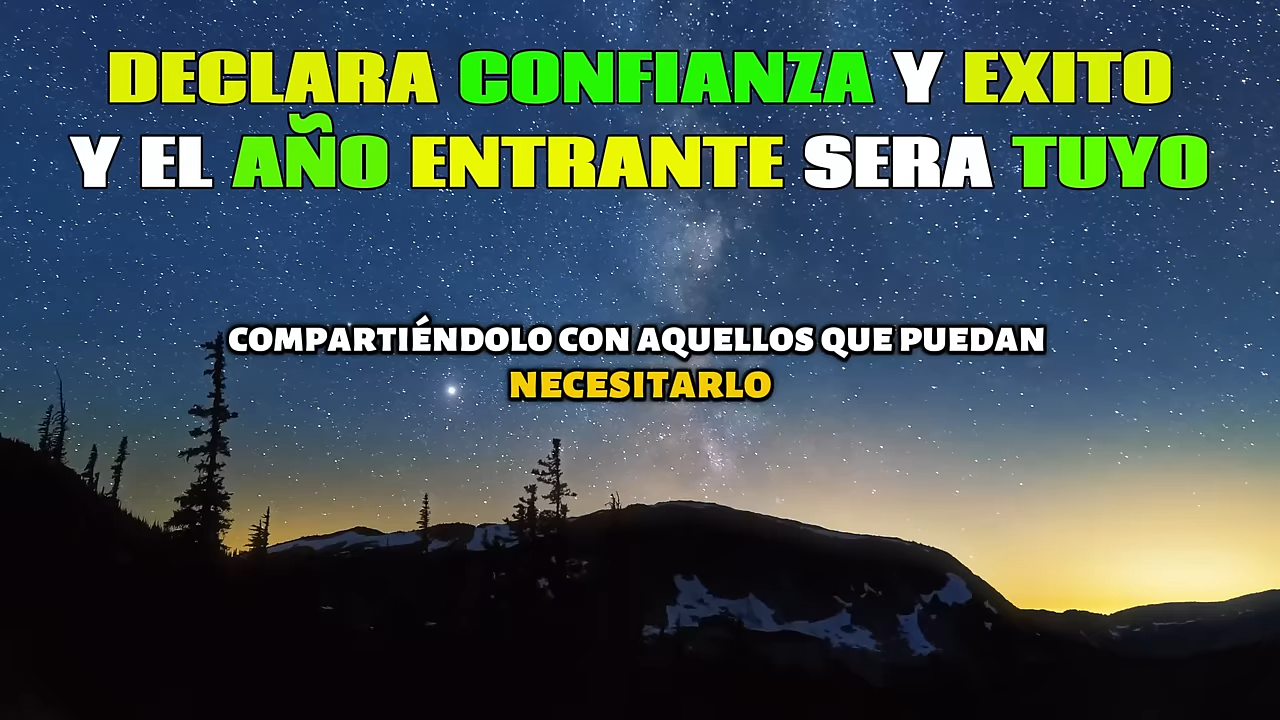 DECLARA CONFIANZA Y EXITO
Y EL AÑO ENTRANTE SERA TUYO
COMPARTIÉNDOLO CON AQUELLOS QUE PUEDAN
NECESITARLO